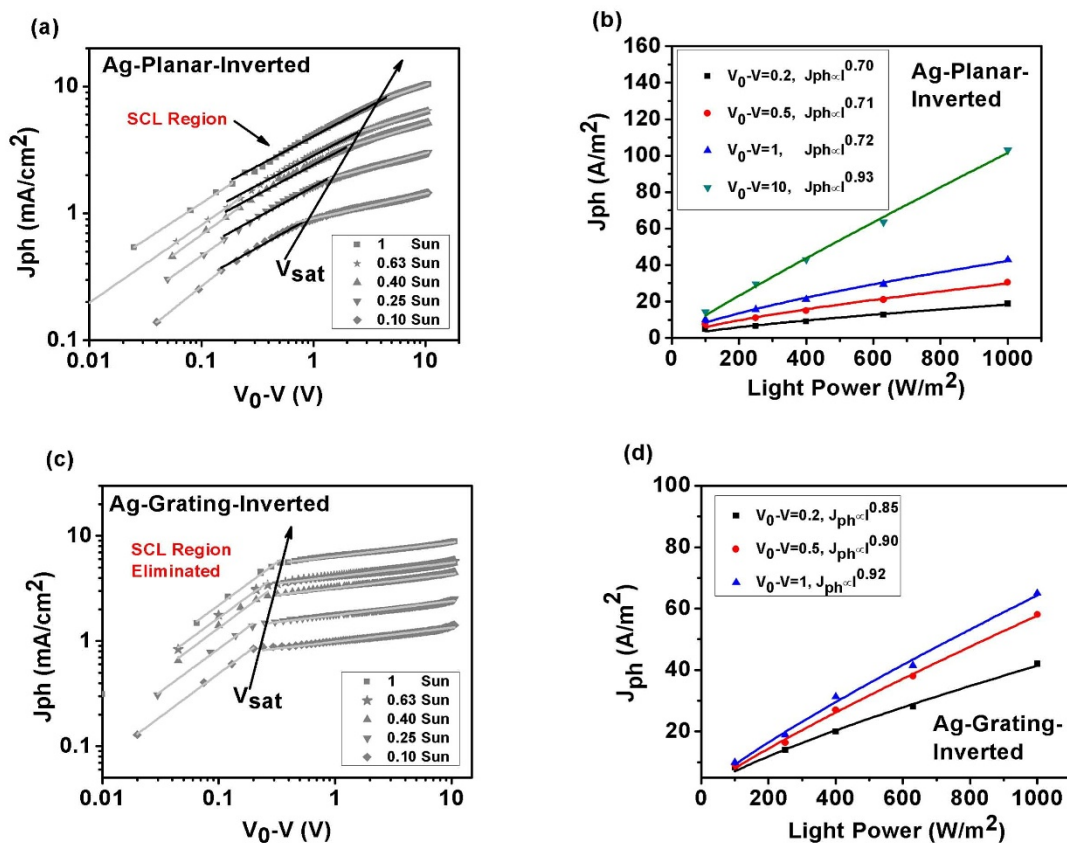 (a)
Ag-Planar-Inverted
SCL Region
Vsat
1 Sun
0.63 Sun
0.40 Sun
0.25 Sun
0.10 Sun
10
1
0.1
0.01 0.1 1 10
Jph (mA/cm²)
V₀-V (V)
(b)
Ag-Planar-
Inverted
V₀-V=0.2, Jph∝I^0.70
V₀-V=0.5, Jph∝I^0.71
V₀-V=1, Jph∝I^0.72
V₀-V=10, Jph∝I^0.93
160
140
120
100
80
60
40
20
0
0 200 400 600 800 1000
Jph (A/m²)
Light Power (W/m²)
(c)
Ag-Grating-Inverted
SCL Region
Eliminated
Vsat
1 Sun
0.63 Sun
0.40 Sun
0.25 Sun
0.10 Sun
10
1
0.1
0.01 0.1 1 10
Jph (mA/cm²)
V₀-V (V)
(d)
V₀-V=0.2, Jph∝I^0.85
V₀-V=0.5, Jph∝I^0.90
V₀-V=1, Jph∝I^0.92
Ag-Grating-
Inverted
100
80
60
40
20
0 200 400 600 800 1000
Jph (A/m²)
Light Power (W/m²)